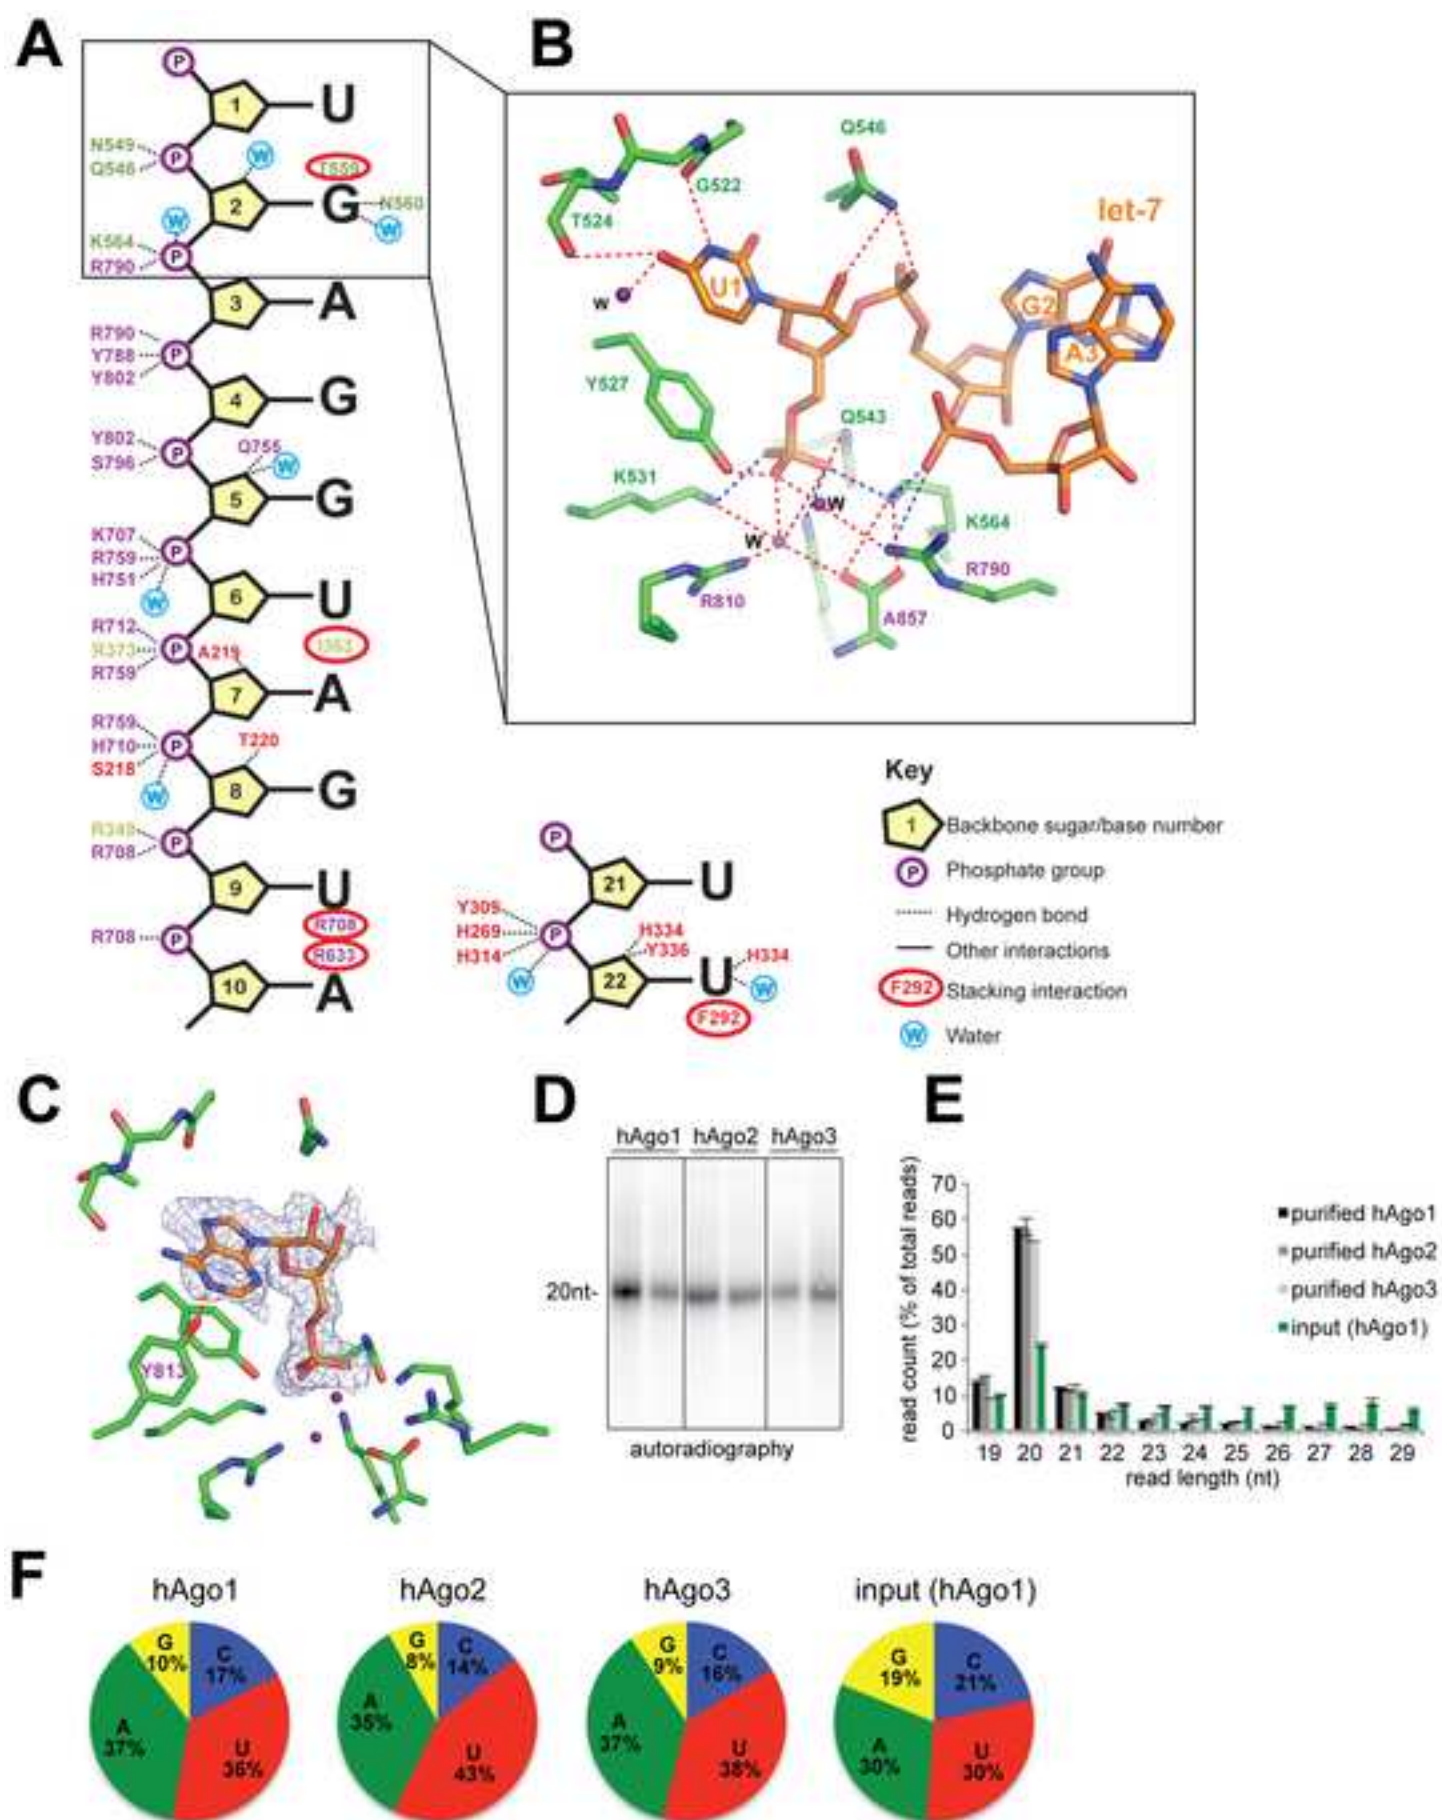 A
P
1
U
N549
Q546
P
W
T559
2
G
N560
W
W
K564
R790
P
3
A
R790
Y788
Y802
P
4
G
Y802
S796
P
Q755
W
5
G
K707
R759
H751
P
W
6
U
R712
R373
R759
P
A219
I363
7
A
R759
H710
S218
P
W
T220
8
G
R708
P
9
U
R708
R633
R708
P
10
A
B
Q546
G522
T524
let-7
U1
G2
A3
W
Y527
Q543
K531
W
W
K564
R790
R810
A857
P
21
U
Y309
H269
H314
P
W
H334
Y336
22
U
H334
W
F292
Key
1 Backbone sugar/base number
P Phosphate group
Hydrogen bond
Other interactions
F292 Stacking interaction
W Water
C
Y813
D
hAgo1 hAgo2 hAgo3
20nt-
autoradiography
E
read count (% of total reads)
70
60
50
40
30
20
10
0
19 20 21 22 23 24 25 26 27 28 29
read length (nt)
purified hAgo1
purified hAgo2
purified hAgo3
input (hAgo1)
F
hAgo1
G
10%
C
17%
A
37%
U
36%
hAgo2
G
8%
C
14%
A
35%
U
43%
hAgo3
G
9%
C
16%
A
37%
U
38%
input (hAgo1)
G
19%
C
21%
A
30%
U
30%